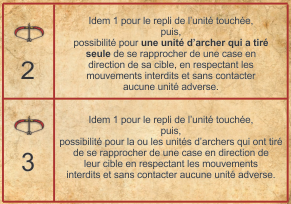 Idem 1 pour le repli de l'unité touchée,
puis,
possibilité pour une unité d'archer qui a tiré
seule de se rapprocher de une case en
direction de sa cible, en respectant les
mouvements interdits et sans contacter
aucune unité adverse.
2
Idem 1 pour le repli de l'unité touchée,
puis,
possibilité pour la ou les unités d'archers qui ont tiré
de se rapprocher de une case en direction de
leur cible en respectant les mouvements
interdits et sans contacter aucune unité adverse.
3